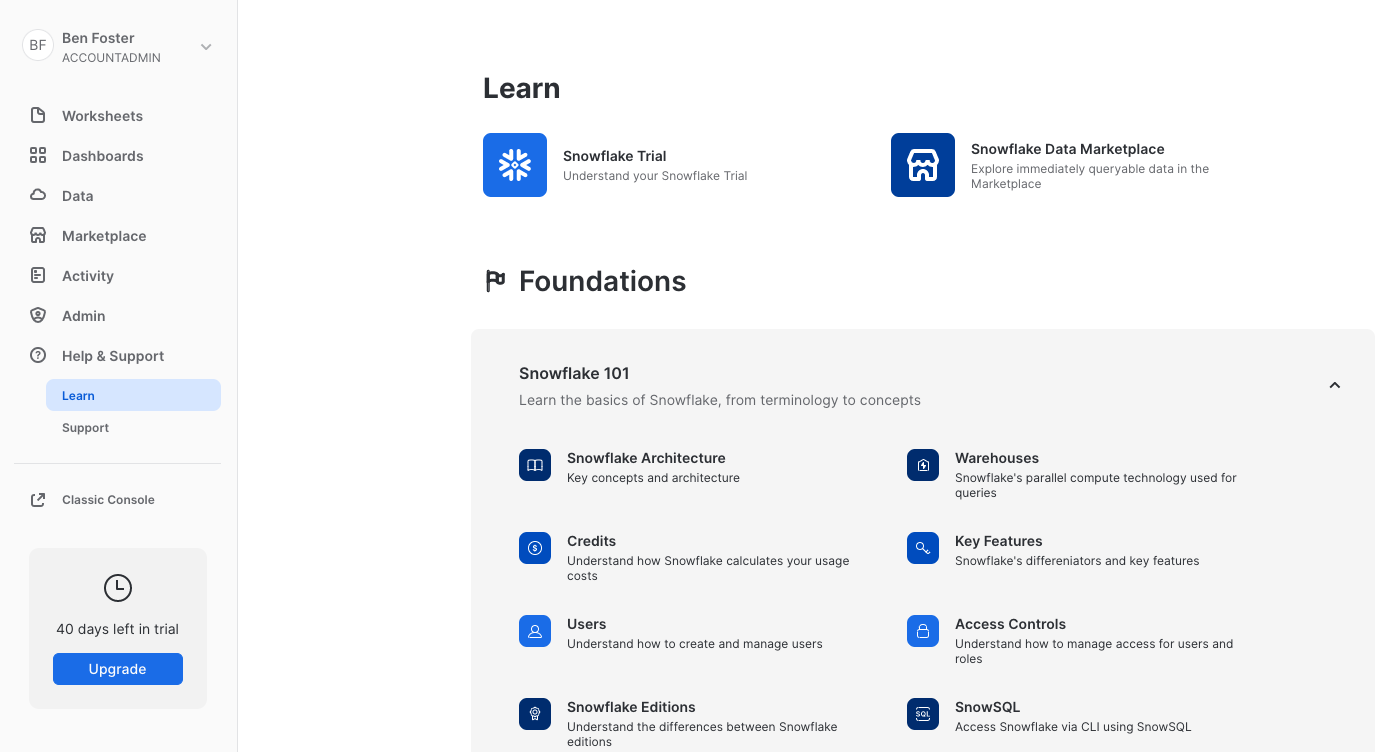 BF
Ben Foster
ACCOUNTADMIN
Worksheets
Dashboards
Data
Marketplace
Activity
Admin
Help & Support
Learn
Support
Classic Console
40 days left in trial
Upgrade
Learn
Snowflake Trial
Understand your Snowflake Trial
Snowflake Data Marketplace
Explore immediately queryable data in the
Marketplace
Foundations
Snowflake 101
Learn the basics of Snowflake, from terminology to concepts
Snowflake Architecture
Key concepts and architecture
Warehouses
Snowflake's parallel compute technology used for
queries
Credits
Understand how Snowflake calculates your usage
costs
Key Features
Snowflake's differeniators and key features
Users
Understand how to create and manage users
Access Controls
Understand how to manage access for users and
roles
Snowflake Editions
Understand the differences between Snowflake
editions
SQL
SnowSQL
Access Snowflake via CLI using SnowSQL